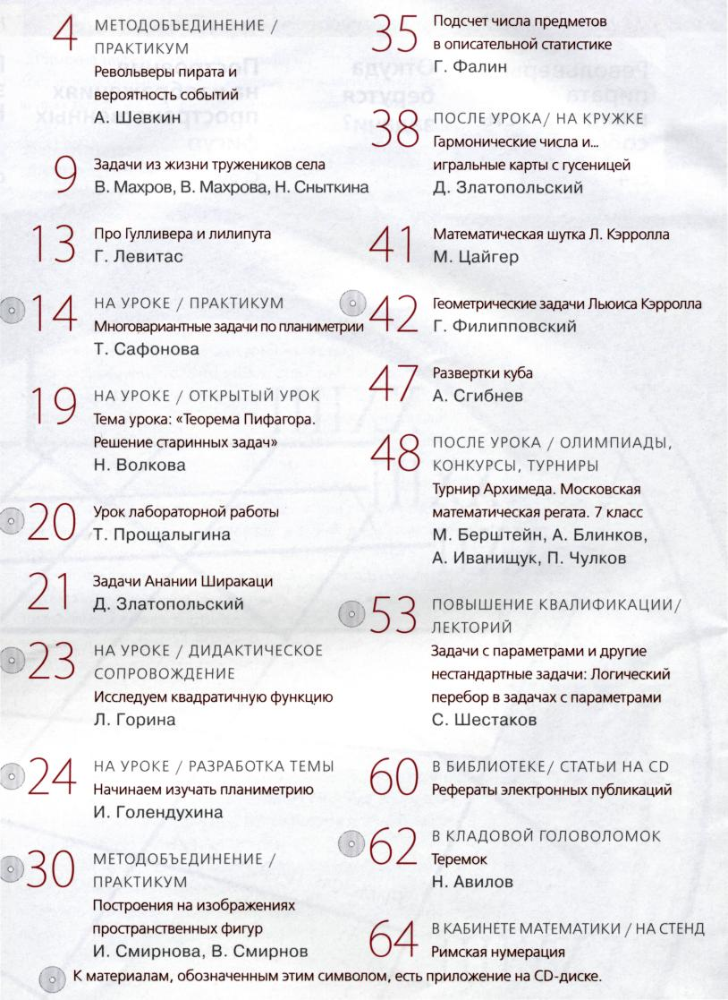 4 МЕТОДОБЪЕДИНЕНИЕ /
ПРАКТИКУМ
Револьверы пирата и
вероятность событий
А. Шевкин
9 Задачи из жизни тружеников села
В. Махров, В. Махрова, Н. Сныткина
13 Про Гулливера и лилипута
Г. Левитас
14 НА УРОКЕ / ПРАКТИКУМ
Многовариантные задачи по планиметрии
Т. Сафонова
19 НА УРОКЕ / ОТКРЫТЫЙ УРОК
Тема урока: «Теорема Пифагора.
Решение старинных задач»
Н. Волкова
20 Урок лабораторной работы
Т. Прощалыгина
21 Задачи Анании Ширакаци
Д. Златопольский
23 НА УРОКЕ / ДИДАКТИЧЕСКОЕ
СОПРОВОЖДЕНИЕ
Исследуем квадратичную функцию
Л. Горина
24 НА УРОКЕ / РАЗРАБОТКА ТЕМЫ
Начинаем изучать планиметрию
И. Голендухина
30 МЕТОДОБЪЕДИНЕНИЕ /
ПРАКТИКУМ
Построения на изображениях
пространственных фигур
И. Смирнова, В. Смирнов
35 Подсчет числа предметов
в описательной статистике
Г. Фалин
38 ПОСЛЕ УРОКА/ НА КРУЖКЕ
Гармонические числа и...
игральные карты с гусеницей
Д. Златопольский
41 Математическая шутка Л. Кэрролла
М. Цайгер
42 Геометрические задачи Льюиса Кэрролла
Г. Филипповский
47 Развертки куба
А. Сгибнев
48 ПОСЛЕ УРОКА / ОЛИМПИАДЫ,
КОНКУРСЫ, ТУРНИРЫ
Турнир Архимеда. Московская
математическая регата. 7 класс
М. Берштейн, А. Блинков,
А. Иванищук, П. Чулков
53 ПОВЫШЕНИЕ КВАЛИФИКАЦИИ/
ЛЕКТОРИЙ
Задачи с параметрами и другие
нестандартные задачи: Логический
перебор в задачах с параметрами
С. Шестаков
60 В БИБЛИОТЕКЕ/ СТАТЬИ НА CD
Рефераты электронных публикаций
62 В КЛАДОВОЙ ГОЛОВОЛОМОК
Теремок
Н. Авилов
64 В КАБИНЕТЕ МАТЕМАТИКИ / НА СТЕНД
Римская нумерация
К материалам, обозначенным этим символом, есть приложение на CD-диске.